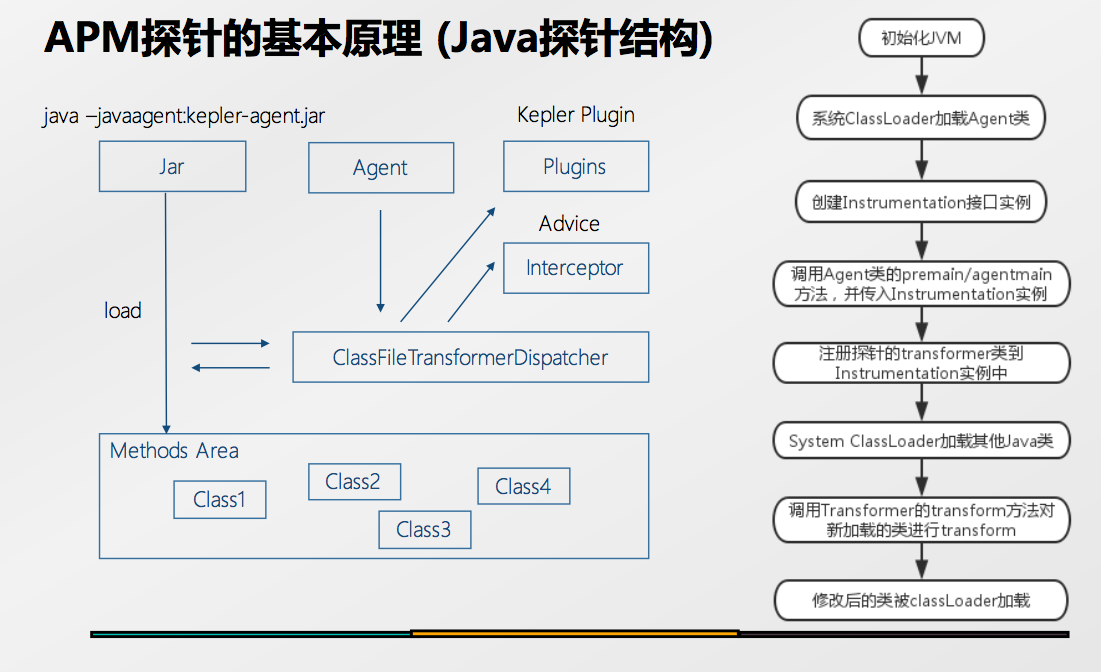 APM探针的基本原理 (Java探针结构)
java –javaagent:kepler-agent.jar
Kepler Plugin
Jar
Agent
Plugins
Advice
Interceptor
load
ClassFileTransformerDispatcher
Methods Area
Class1
Class2
Class3
Class4
初始化JVM
系统ClassLoader加载Agent类
创建Instrumentation接口实例
调用Agent类的premain/agentmain
方法，并传入Instrumentation实例
注册探针的transformer类到
Instrumentation实例中
System ClassLoader加载其他Java类
调用Transformer的transform方法对
新加载的类进行transform
修改后的类被classLoader加载